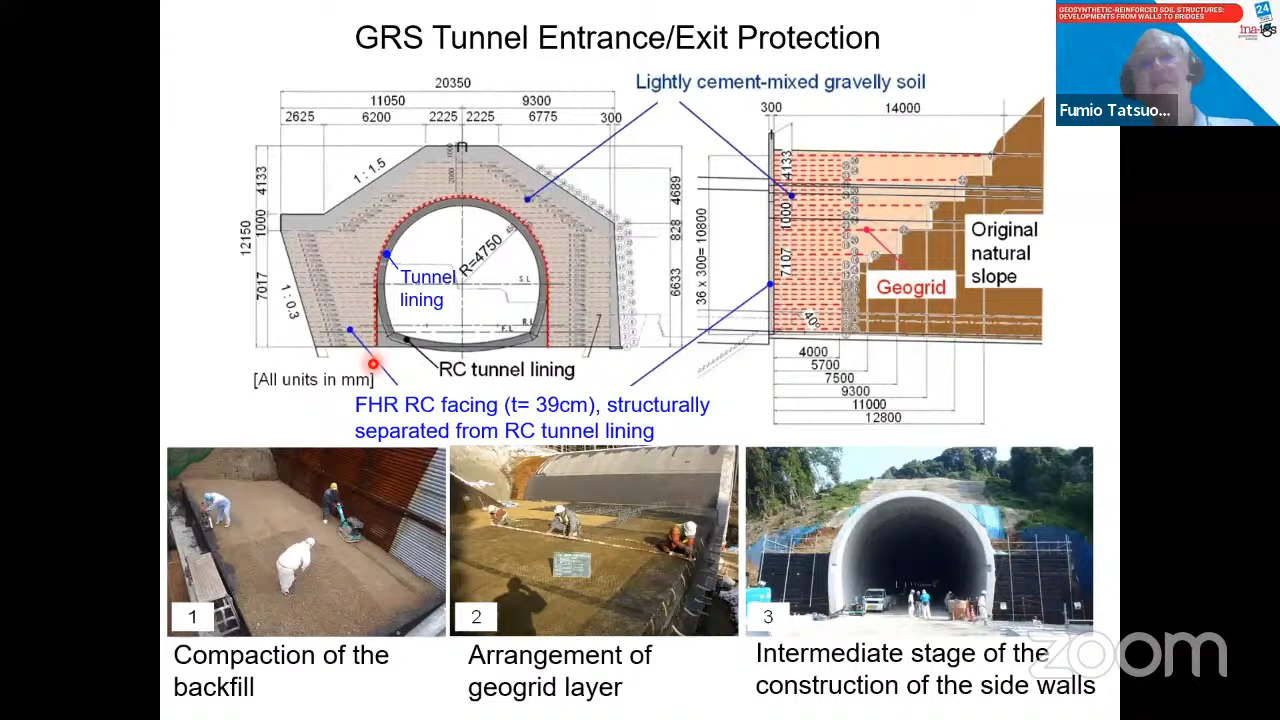 GRS Tunnel Entrance/Exit Protection
GEOSYNTHETIC-REINFORCED SOIL STRUCTURES:
DEVELOPMENTS FROM WALLS TO BRIDGES
24
Fumio Tatsuo...
Lightly cement-mixed gravelly soil
20350
11050
9300
2625
6200
2225
2225
6775
300
300
14000
1 : 1.5
4133
1000
12150
7017
1 : 0.3
2000
4689
828
6633
R=4750
S.L
R.L
F.L
Tunnel
lining
RC tunnel lining
[All units in mm]
36 x 300= 10800
4133
1000
7107
40°
Original
natural
slope
Geogrid
4000
5700
7500
9300
11000
12800
FHR RC facing (t= 39cm), structurally
separated from RC tunnel lining
1
2
3
Compaction of the
backfill
Arrangement of
geogrid layer
Intermediate stage of the
construction of the side walls
zoom